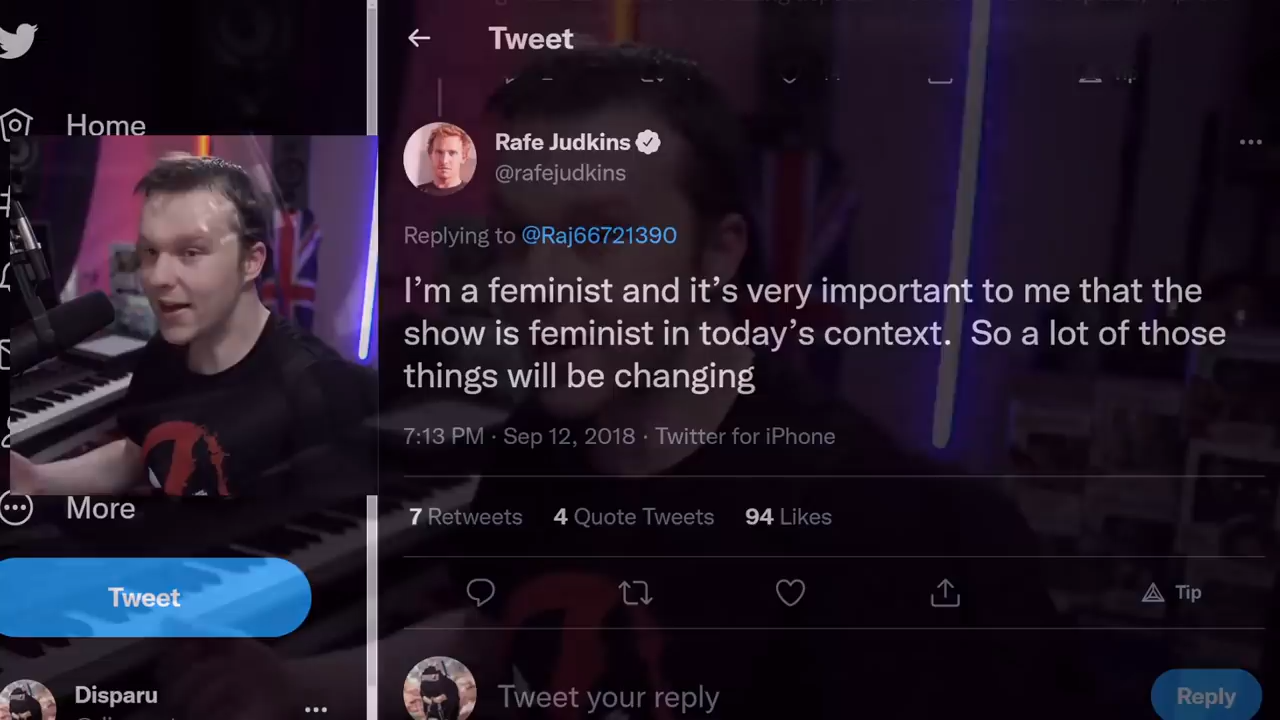 Tweet
Home
Rafe Judkins
@rafejudkins
Replying to @Raj66721390
I'm a feminist and it's very important to me that the
show is feminist in today's context.  So a lot of those
things will be changing
7:13 PM · Sep 12, 2018 · Twitter for iPhone
More
7 Retweets 4 Quote Tweets 94 Likes
Tweet
Tip
Disparu
Tweet your reply
Reply